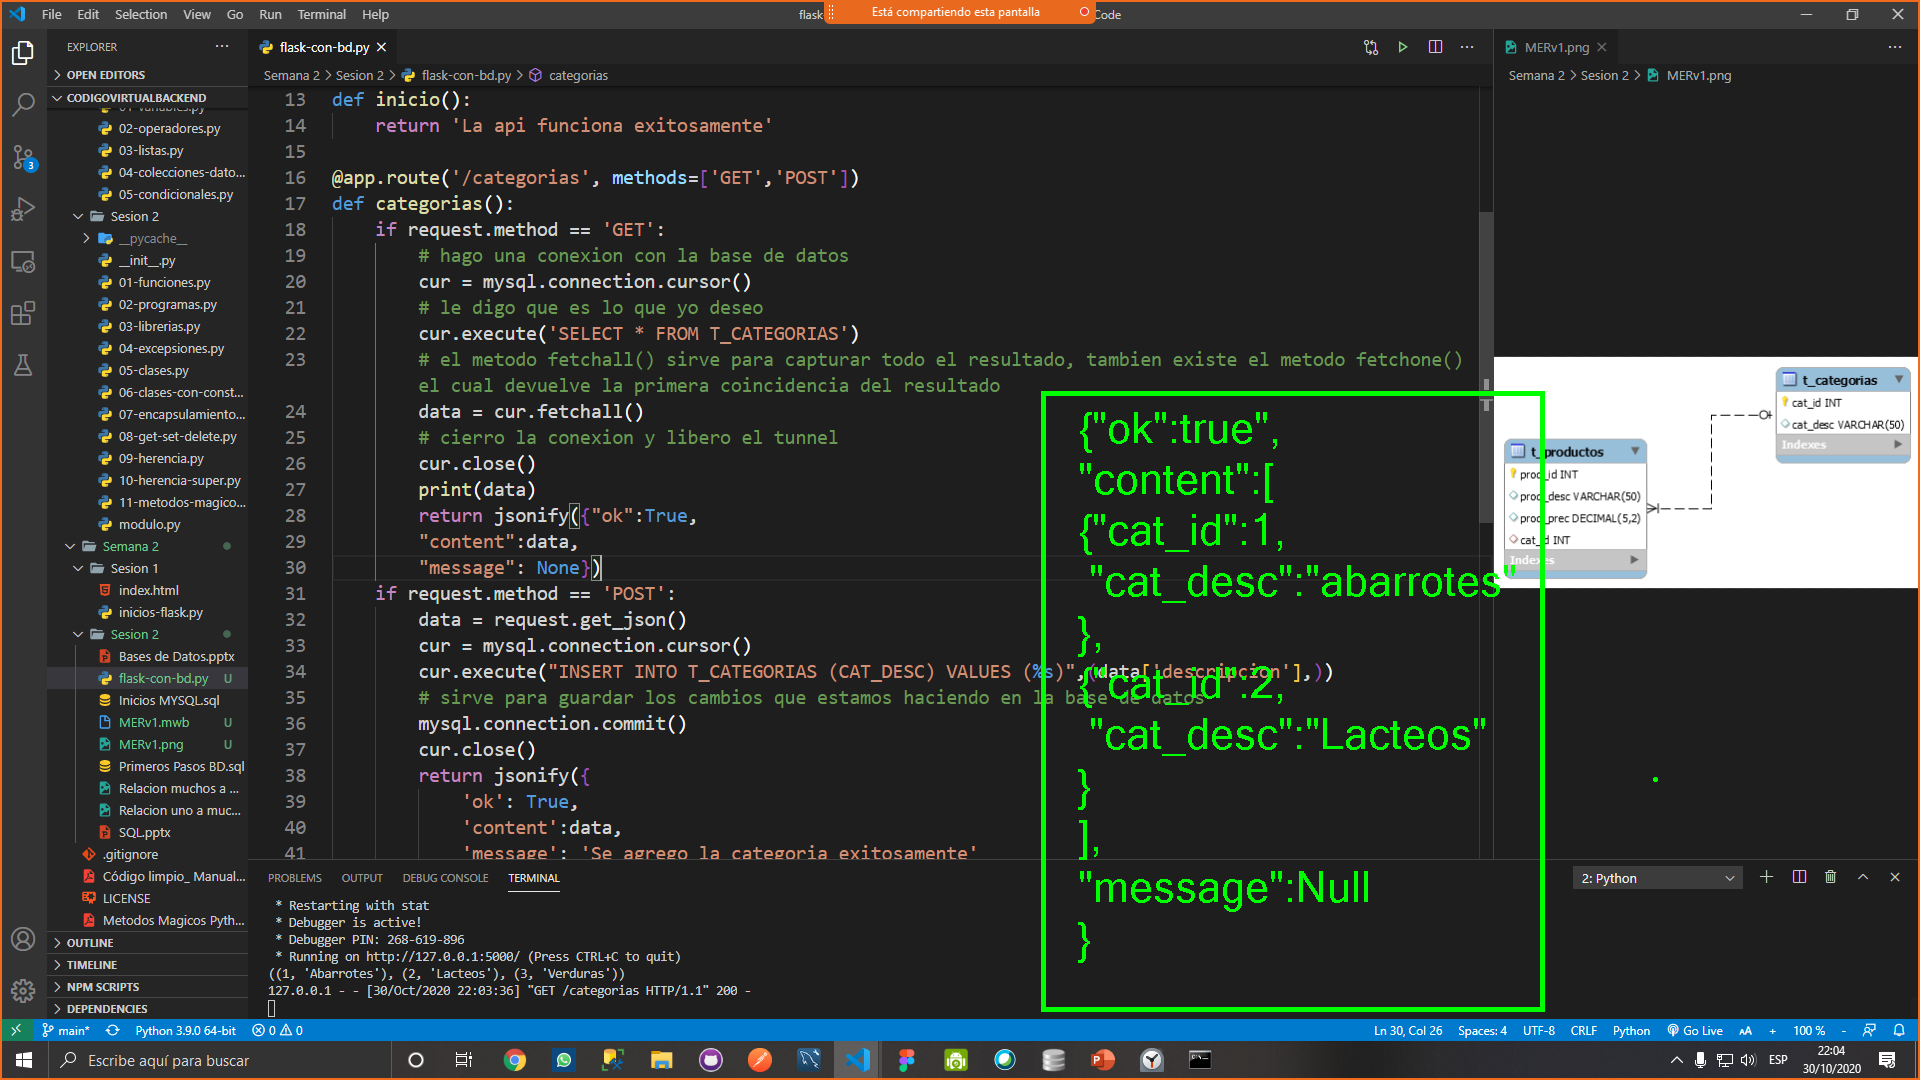 File Edit Selection View Go Run Terminal Help
flask
Está compartiendo esta pantalla
Code
EXPLORER
OPEN EDITORS
CODIGOVIRTUALBACKEND
02-operadores.py
03-listas.py
04-colecciones-dato...
05-condicionales.py
Sesion 2
__pycache__
__init__.py
01-funciones.py
02-programas.py
03-librerias.py
04-excepsiones.py
05-clases.py
06-clases-con-const...
07-encapsulamiento...
08-get-set-delete.py
09-herencia.py
10-herencia-super.py
11-metodos-magico...
modulo.py
Semana 2
Sesion 1
index.html
inicios-flask.py
Sesion 2
Bases de Datos.pptx
flask-con-bd.py U
Inicios MYSQL.sql
MERv1.mwb U
MERv1.png U
Primeros Pasos BD.sql
Relacion muchos a ...
Relacion uno a muc...
SQL.pptx
.gitignore
Código limpio_ Manual...
LICENSE
Metodos Magicos Pyth...
OUTLINE
TIMELINE
NPM SCRIPTS
DEPENDENCIES
3
flask-con-bd.py
Semana 2 > Sesion 2 > flask-con-bd.py > categorias
13 def inicio():
14 return 'La api funciona exitosamente'
15
16 @app.route('/categorias', methods=['GET','POST'])
17 def categorias():
18 if request.method == 'GET':
19 # hago una conexion con la base de datos
20 cur = mysql.connection.cursor()
21 # le digo que es lo que yo deseo
22 cur.execute('SELECT * FROM T_CATEGORIAS')
23 # el metodo fetchall() sirve para capturar todo el resultado, tambien existe el metodo fetchone()
el cual devuelve la primera coincidencia del resultado
24 data = cur.fetchall()
25 # cierro la conexion y libero el tunnel
26 cur.close()
27 print(data)
28 return jsonify({"ok":True,
29 "content":data,
30 "message": None})
31 if request.method == 'POST':
32 data = request.get_json()
33 cur = mysql.connection.cursor()
34 cur.execute("INSERT INTO T_CATEGORIAS (CAT_DESC) VALUES (%s)",(data['descripcion'],))
35 # sirve para guardar los cambios que estamos haciendo en la base de datos
36 mysql.connection.commit()
37 cur.close()
38 return jsonify({
39 'ok': True,
40 'content':data,
41 'message': 'Se agrego la categoria exitosamente'
{"ok":true",
"content":[
{"cat_id":1,
"cat_desc":"abarrotes"
},
{"cat_id":2,
"cat_desc":"Lacteos"
}
],
"message":Null
}
MERv1.png
Semana 2 > Sesion 2 > MERv1.png
t_categorias
cat_id INT
cat_desc VARCHAR(50)
Indexes
t_productos
prod_id INT
prod_desc VARCHAR(50)
prod_prec DECIMAL(5,2)
cat_id INT
Indexes
PROBLEMS OUTPUT DEBUG CONSOLE TERMINAL
2: Python
* Restarting with stat
* Debugger is active!
* Debugger PIN: 268-619-896
* Running on http://127.0.0.1:5000/ (Press CTRL+C to quit)
((1, 'Abarrotes'), (2, 'Lacteos'), (3, 'Verduras'))
127.0.0.1 - - [30/Oct/2020 22:03:36] "GET /categorias HTTP/1.1" 200 -
main* Python 3.9.0 64-bit 0 0
Ln 30, Col 26 Spaces: 4 UTF-8 CRLF Python Go Live AA + 100 % -
Escribe aquí para buscar
ESP
22:04
30/10/2020